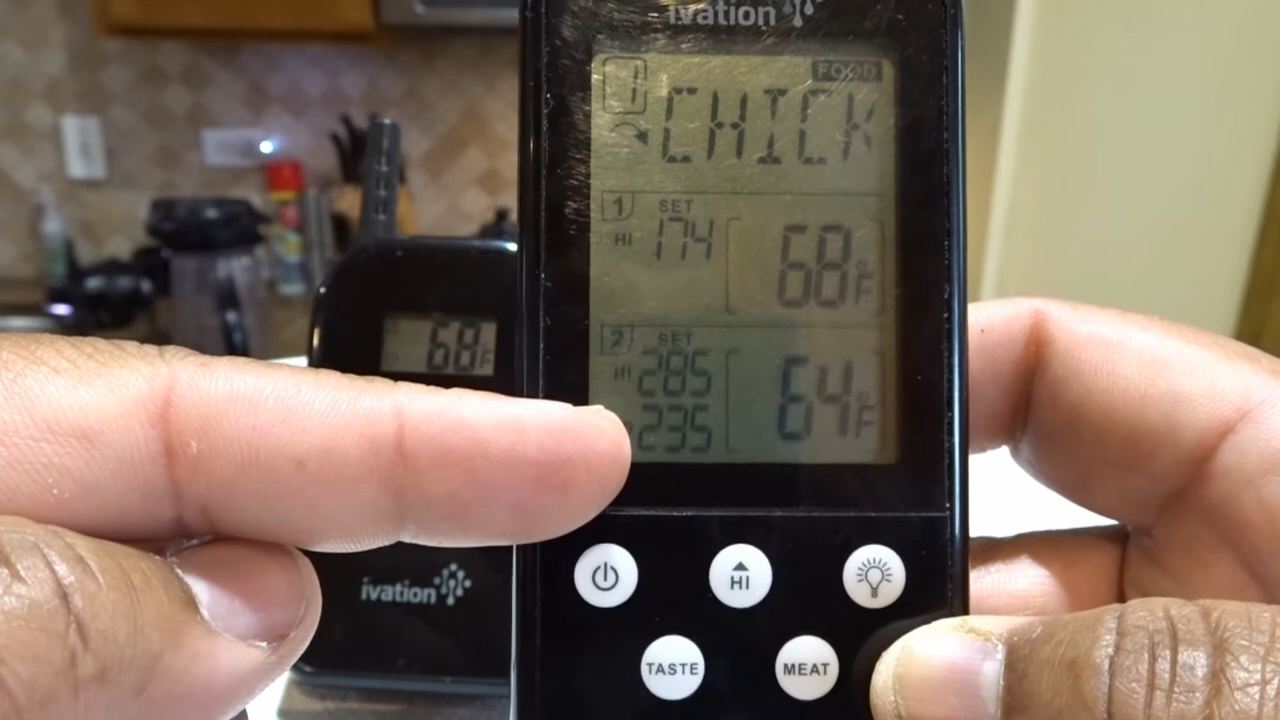 ivation
FOOD
1
CHICK
1 SET
HI 174 68°F
2 SET
HI 285
235 64°F
68F
ivation
HI
TASTE MEAT